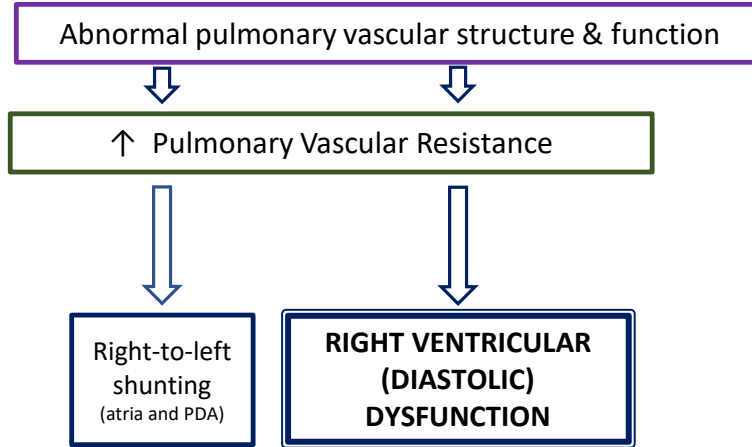 Abnormal pulmonary vascular structure & function
↑ Pulmonary Vascular Resistance
Right-to-left
shunting
(atria and PDA)
RIGHT VENTRICULAR
(DIASTOLIC)
DYSFUNCTION